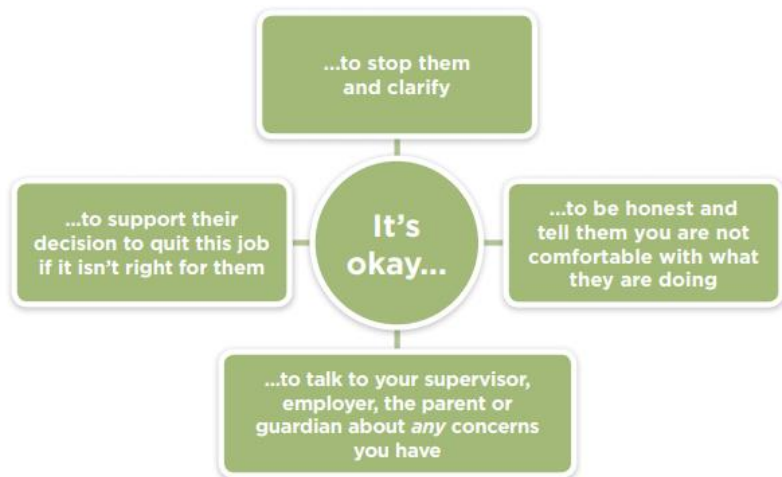 ...to stop them
and clarify
...to support their
decision to quit this job
if it isn't right for them
It's
okay...
...to be honest and
tell them you are not
comfortable with what
they are doing
...to talk to your supervisor,
employer, the parent or
guardian about any concerns
you have